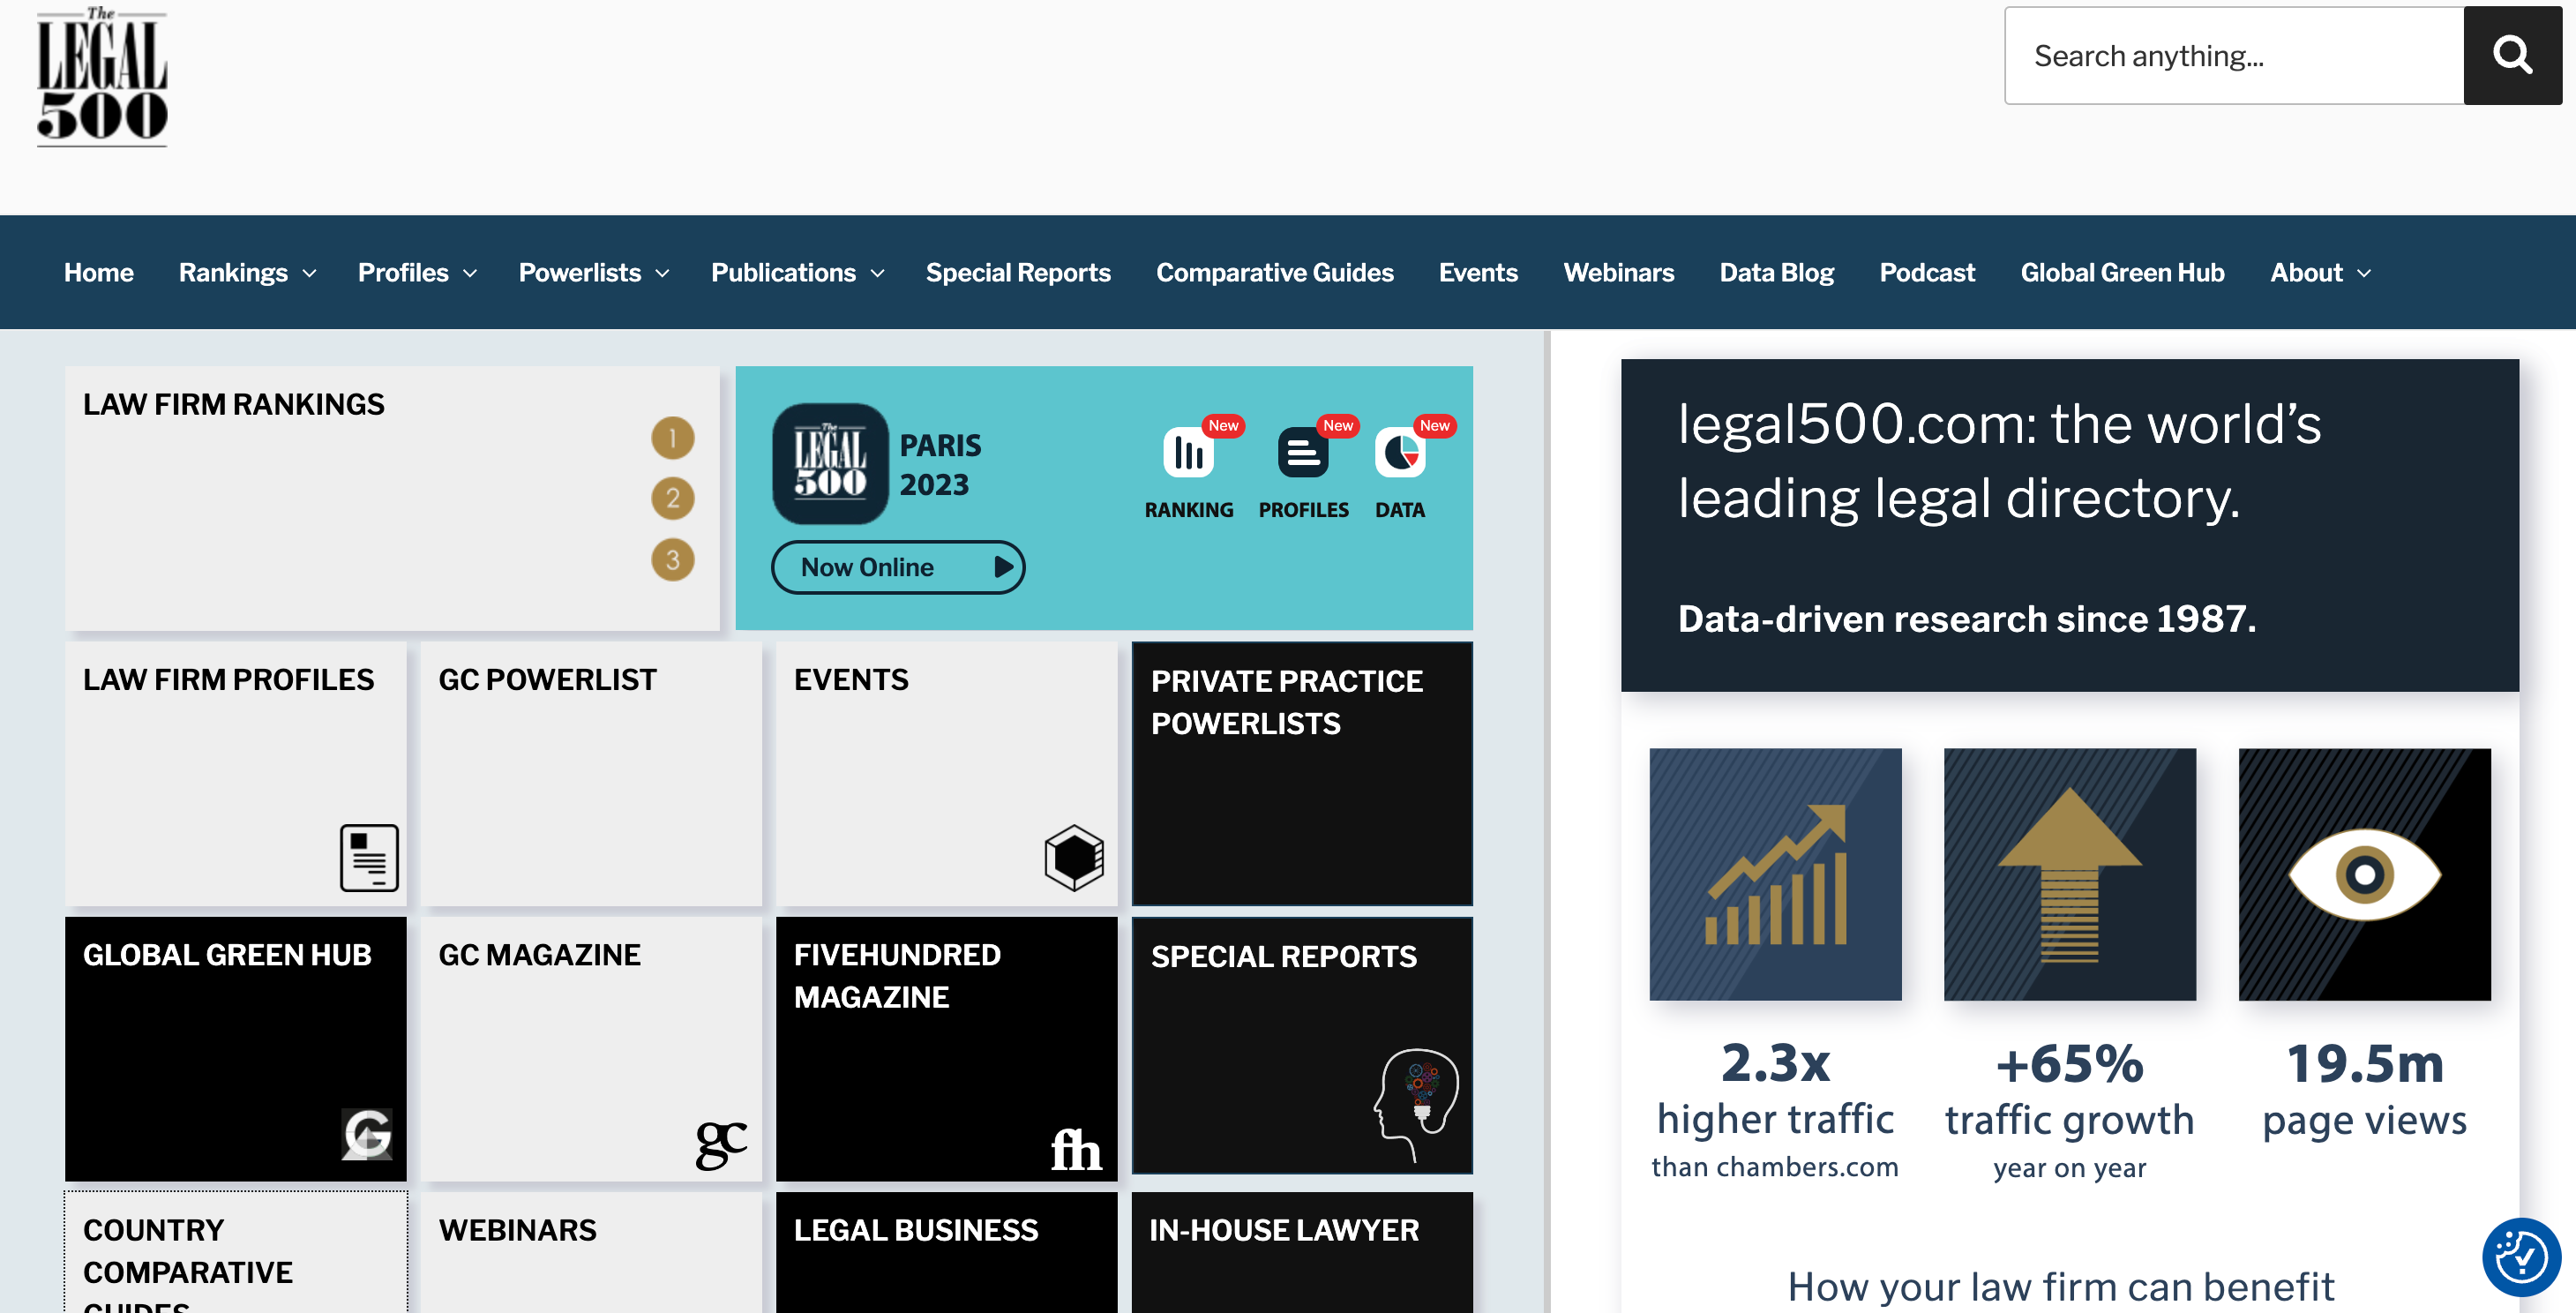 The
LEGAL
500
Search anything...
Home Rankings Profiles Powerlists Publications Special Reports Comparative Guides Events Webinars Data Blog Podcast Global Green Hub About
LAW FIRM RANKINGS
1
2
3
The
LEGAL
500
PARIS
2023
Now Online
New New New
RANKING PROFILES DATA
LAW FIRM PROFILES
GC POWERLIST
EVENTS
PRIVATE PRACTICE
POWERLISTS
GLOBAL GREEN HUB
G
GC MAGAZINE
gc
FIVEHUNDRED
MAGAZINE
fh
SPECIAL REPORTS
COUNTRY
COMPARATIVE
GUIDES
WEBINARS
LEGAL BUSINESS
IN-HOUSE LAWYER
legal500.com: the world’s
leading legal directory.
Data-driven research since 1987.
2.3x
higher traffic
than chambers.com
+65%
traffic growth
year on year
19.5m
page views
How your law firm can benefit